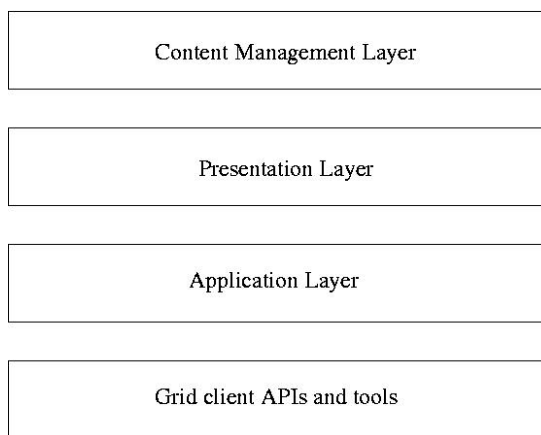 Content Management Layer
Presentation Layer
Application Layer
Grid client APIs and tools